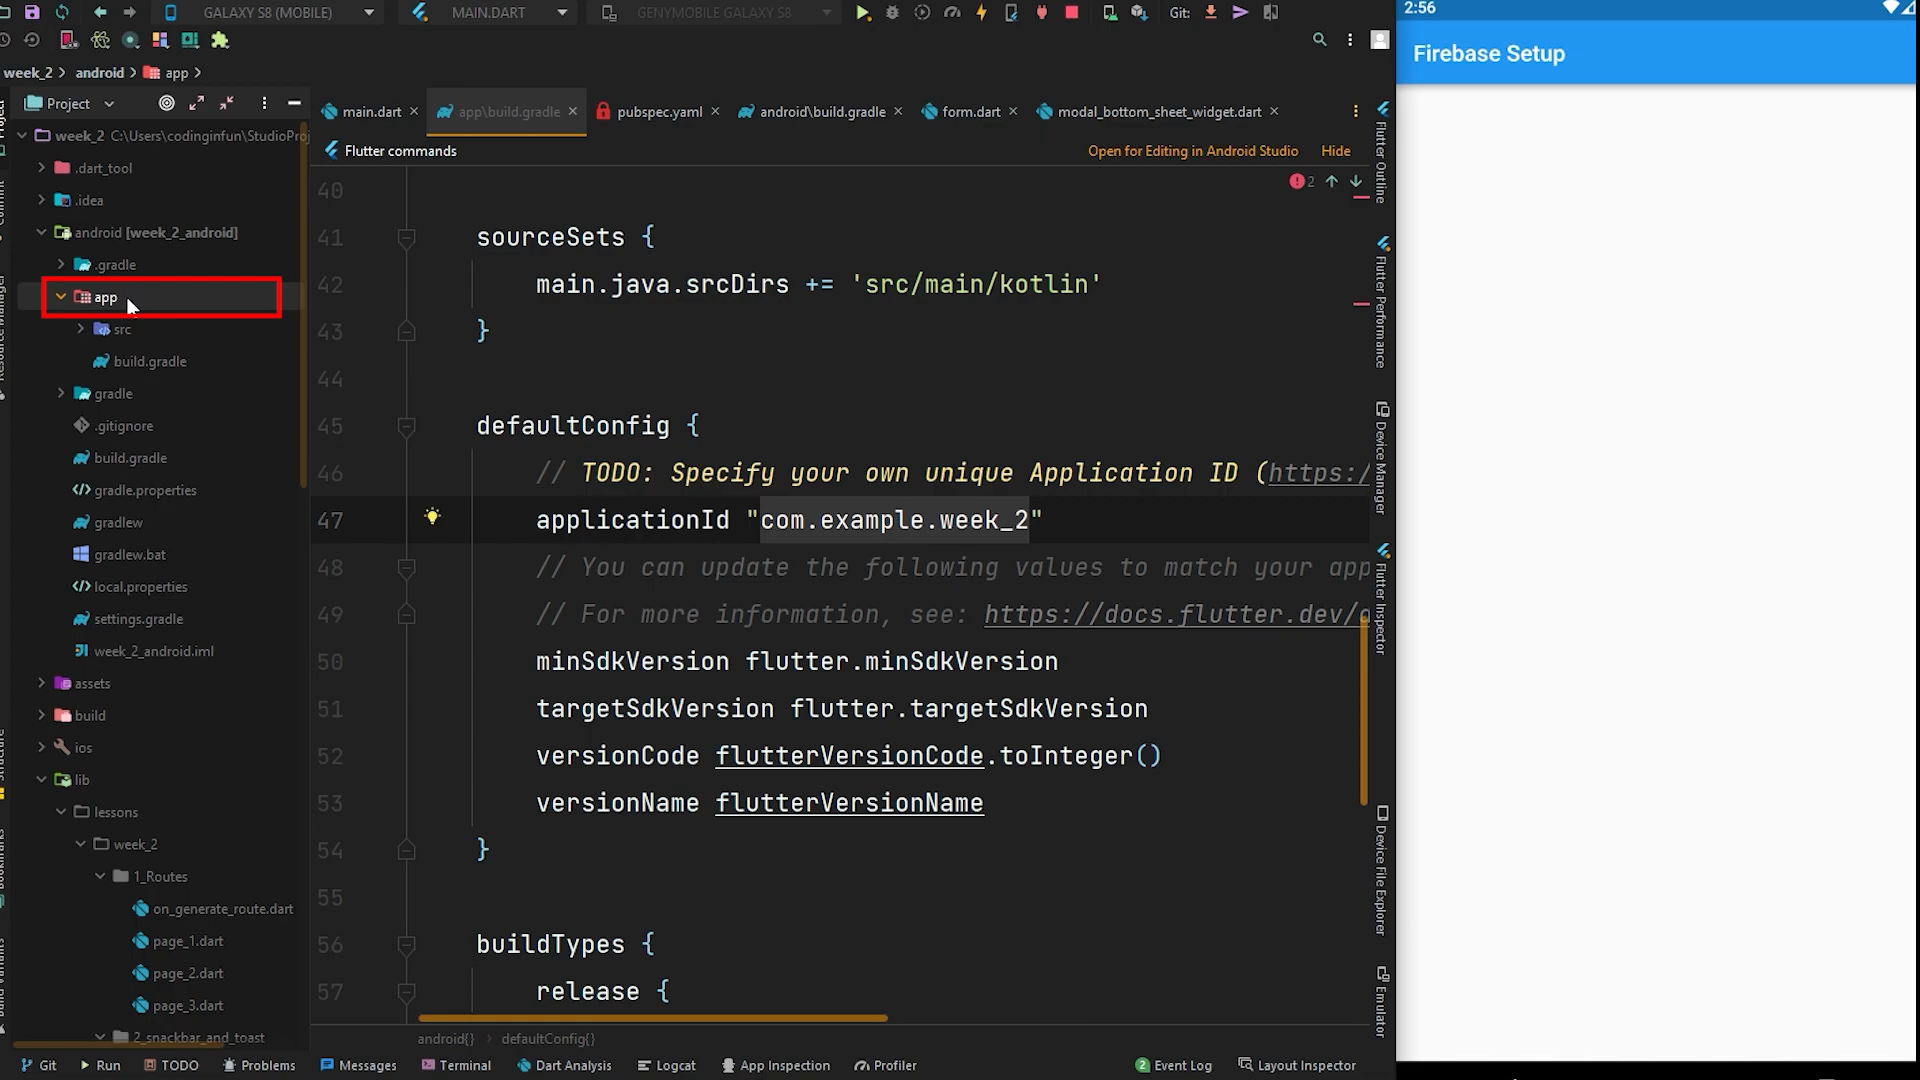 GALAXY S8 (MOBILE)
MAIN.DART
GENYMOBILE GALAXY S8
Git:
2:56
Firebase Setup
week_2
android
app
Project
main.dart
app\build.gradle
pubspec.yaml
android\build.gradle
form.dart
modal_bottom_sheet_widget.dart
Flutter commands
Open for Editing in Android Studio
Hide
week_2 C:\Users\codinginfun\StudioProj
.dart_tool
.idea
android [week_2_android]
.gradle
app
src
build.gradle
gradle
.gitignore
build.gradle
gradle.properties
gradlew
gradlew.bat
local.properties
settings.gradle
week_2_android.iml
assets
build
ios
lib
lessons
week_2
1_Routes
on_generate_route.dart
page_1.dart
page_2.dart
page_3.dart
2_snackbar_and_toast
2
40
41 sourceSets {
42 main.java.srcDirs += 'src/main/kotlin'
43 }
44
45 defaultConfig {
46 // TODO: Specify your own unique Application ID (https:/
47 applicationId "com.example.week_2"
48 // You can update the following values to match your app
49 // For more information, see: https://docs.flutter.dev/
50 minSdkVersion flutter.minSdkVersion
51 targetSdkVersion flutter.targetSdkVersion
52 versionCode flutterVersionCode.toInteger()
53 versionName flutterVersionName
54 }
55
56 buildTypes {
57 release {
android{}
defaultConfig{}
Flutter Outline
Flutter Performance
Device Manager
Flutter Inspector
Device File Explorer
Emulator
Git
Run
TODO
Problems
Messages
Terminal
Dart Analysis
Logcat
App Inspection
Profiler
2 Event Log
Layout Inspector